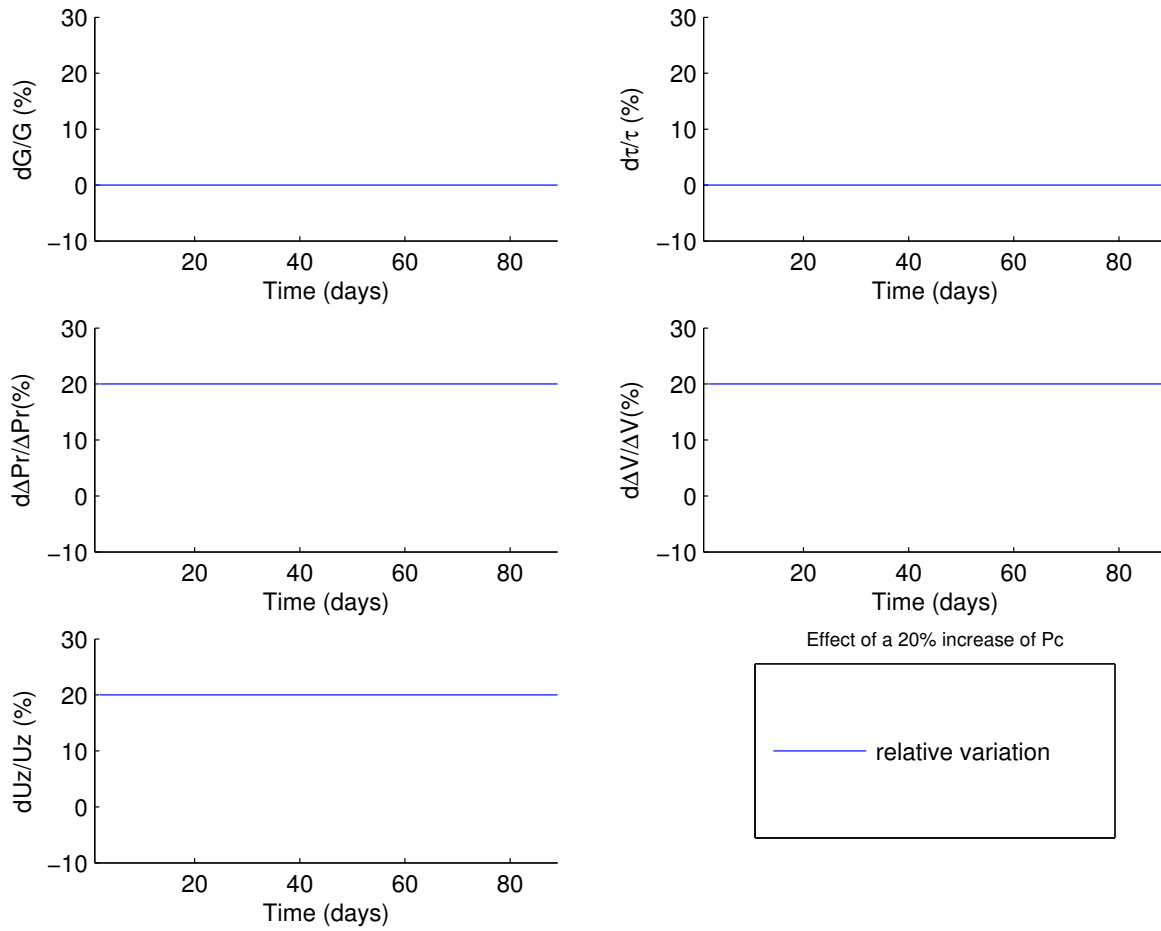 30
20
10
0
−10
dG/G (%)
20 40 60 80
Time (days)
30
20
10
0
−10
dτ/τ (%)
20 40 60 80
Time (days)
30
20
10
0
−10
dΔPr/ΔPr(%)
20 40 60 80
Time (days)
30
20
10
0
−10
dΔV/ΔV(%)
20 40 60 80
Time (days)
30
20
10
0
−10
dUz/Uz (%)
20 40 60 80
Time (days)
Effect of a 20% increase of Pc
relative variation